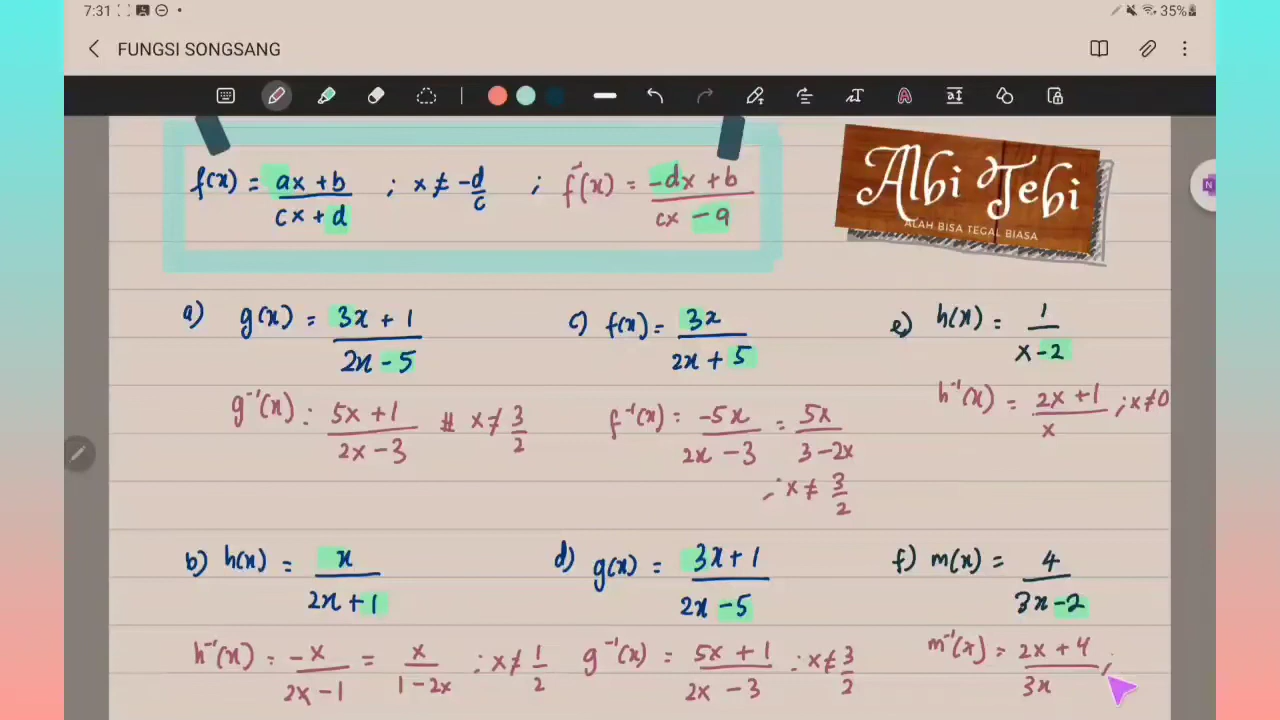 7:31
35%
FUNGSI SONGSANG
f(x) = ax + b / cx + d ; x ≠ -d/c ; f⁻(x) = -dx + b / cx - a
Albi Tebi
ALAH BISA TEGAL BIASA
a) g(x) = 3x + 1 / 2x - 5
g⁻¹(x) : 5x + 1 / 2x - 3 # x ≠ 3/2
c) f(x) = 3x / 2x + 5
f⁻¹(x) : -5x / 2x - 3 = 5x / 3 - 2x
; x ≠ 3/2
e) h(x) = 1 / x - 2
h⁻¹(x) = 2x + 1 / x ; x ≠ 0
b) h(x) = x / 2x + 1
h⁻¹(x) = -x / 2x - 1 = x / 1 - 2x : x ≠ 1/2
d) g(x) = 3x + 1 / 2x - 5
g⁻¹(x) = 5x + 1 / 2x - 3 : x ≠ 3/2
f) m(x) = 4 / 3x - 2
m⁻¹(x) = 2x + 4 / 3x ;